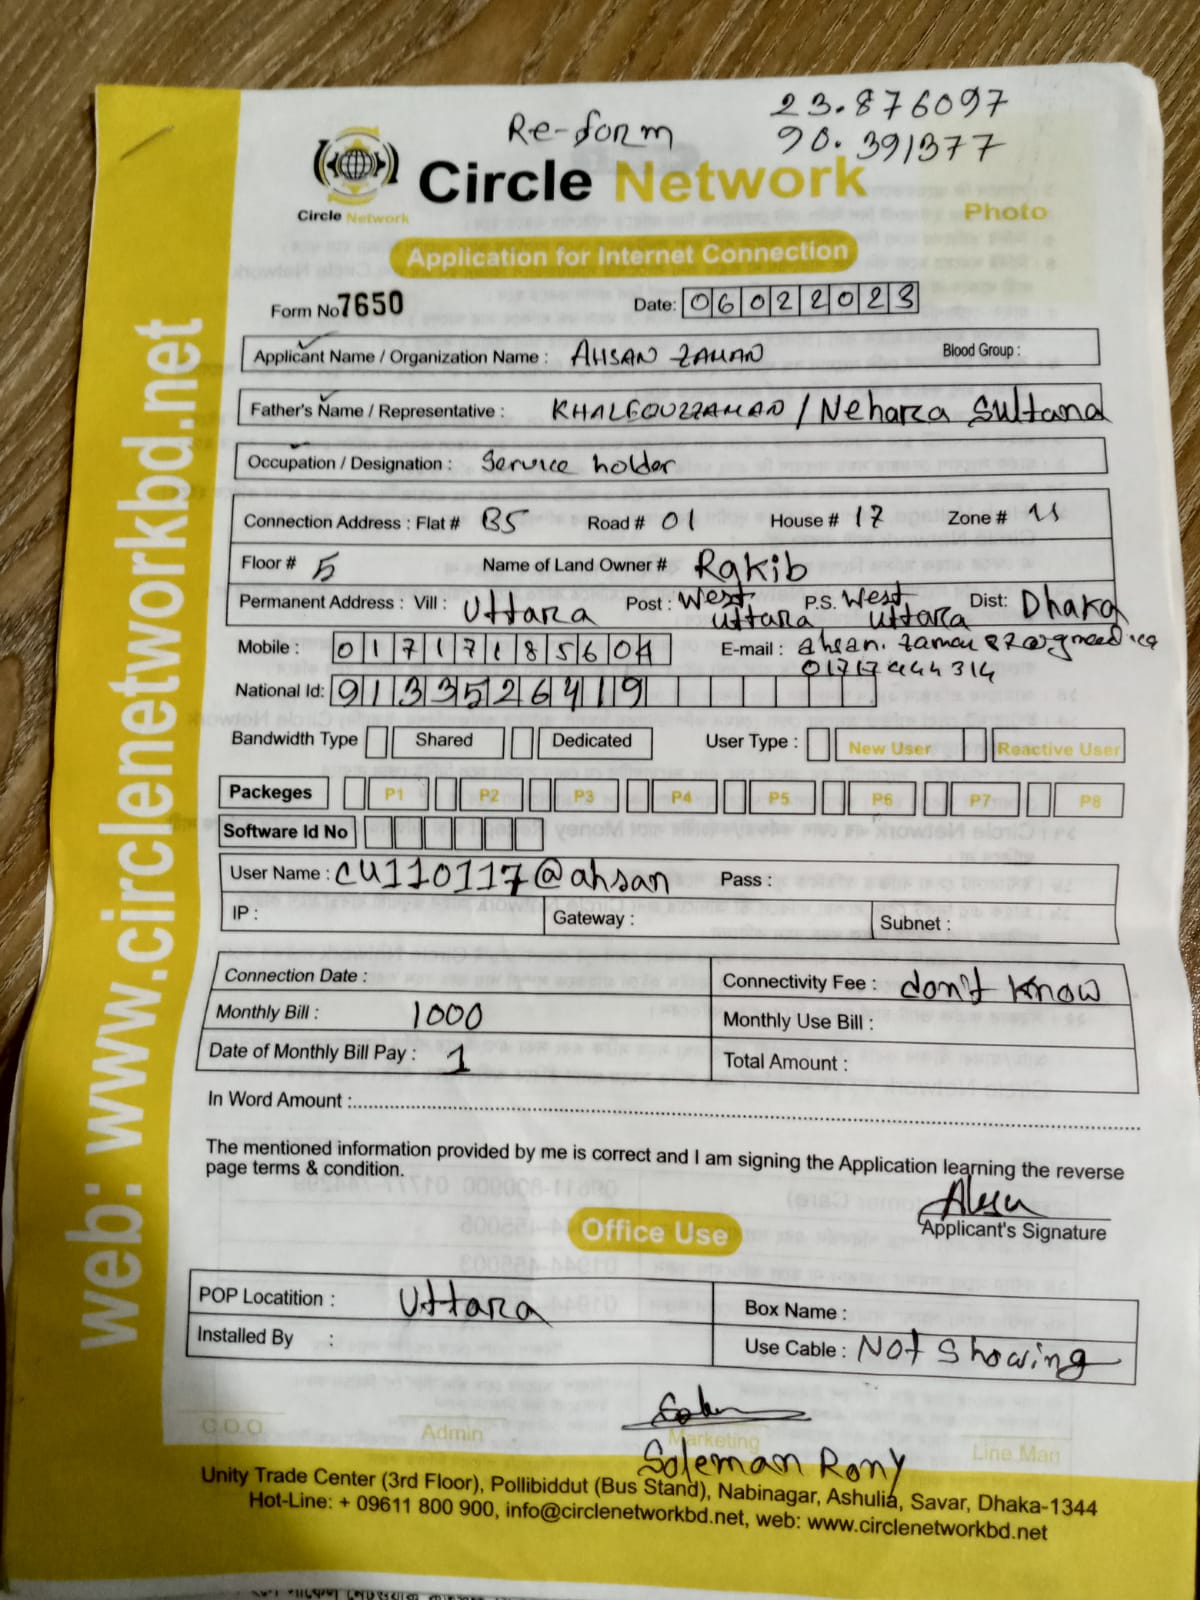 Re-form
23.876097
90.391377
Circle Network
Circle Network
Photo
Application for Internet Connection
Form No 7650 Date: 06022023
Applicant Name / Organization Name : AHSAN ZAMAN Blood Group :
Father's Name / Representative : KHALEQUZZAMAN / Nehara Sultana
Occupation / Designation : Service holder
Connection Address : Flat # B5 Road # 01 House # 17 Zone # 11
Floor # 5 Name of Land Owner # Rakib
Permanent Address : Vill : Uttara Post : West uttara P.S. West uttara Dist: Dhaka
Mobile : 01717185604 E-mail : ahsan.zaman
01717444314
National Id: 9133526419
Bandwidth Type Shared Dedicated User Type : New User Reactive User
Packeges P1 P2 P3 P4 P5 P6 P7 P8
Software Id No
User Name : cu110117@ahsan Pass :
IP : Gateway : Subnet :
Connection Date : Connectivity Fee : don't know
Monthly Bill : 1000 Monthly Use Bill :
Date of Monthly Bill Pay : 1 Total Amount :
In Word Amount :
The mentioned information provided by me is correct and I am signing the Application learning the reverse
page terms & condition.
Applicant's Signature
Office Use
POP Locatition : Uttara Box Name :
Installed By : Use Cable : Not Showing
C.O.O Admin Marketing Line Man
Soleman Rony
Unity Trade Center (3rd Floor), Pollibiddut (Bus Stand), Nabinagar, Ashulia, Savar, Dhaka-1344
Hot-Line: + 09611 800 900, info@circlenetworkbd.net, web: www.circlenetworkbd.net
web: www.circlenetworkbd.net